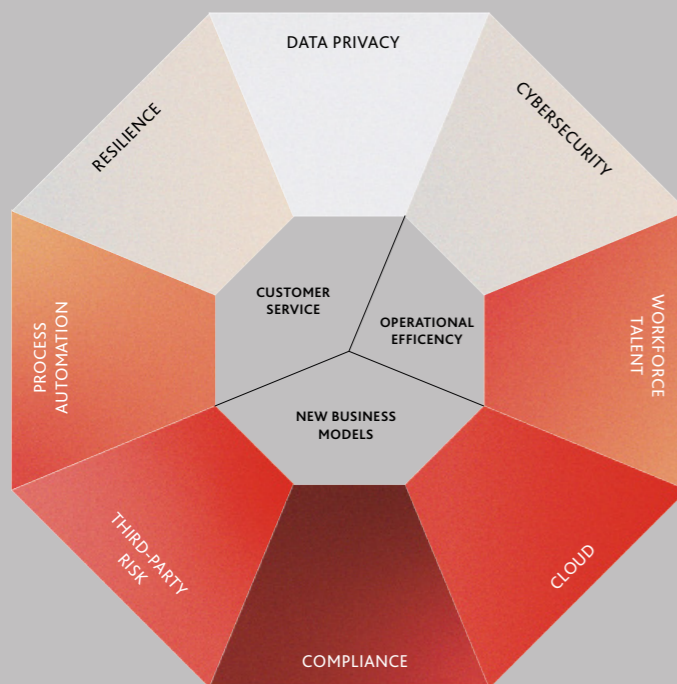 DATA PRIVACY
CYBERSECURITY
RESILIENCE
CUSTOMER
SERVICE
OPERATIONAL
EFFICENCY
WORKFORCE
TALENT
PROCESS
AUTOMATION
NEW BUSINESS
MODELS
THIRD-PARTY
RISK
CLOUD
COMPLIANCE